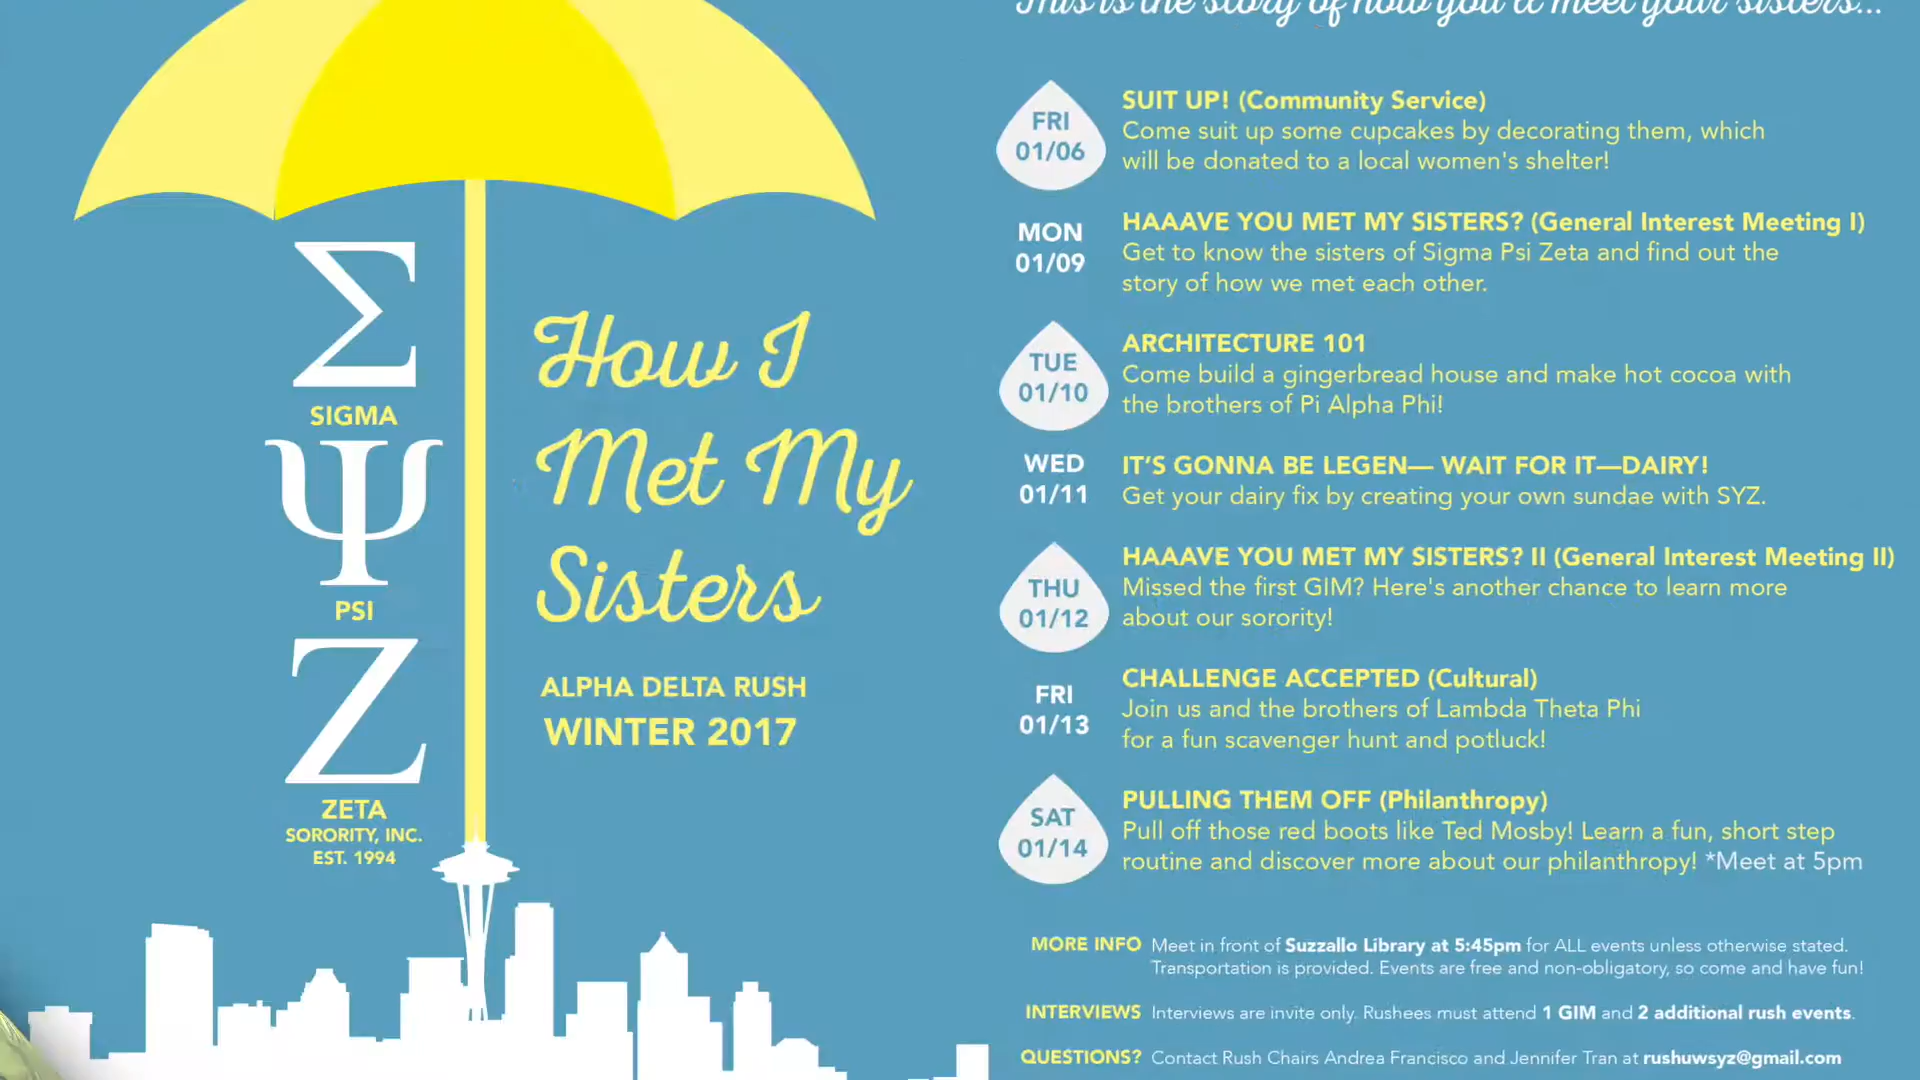 This is the story of how you'd meet your sisters...
FRI
01/06
SUIT UP! (Community Service)
Come suit up some cupcakes by decorating them, which
will be donated to a local women's shelter!
MON
01/09
HAAAVE YOU MET MY SISTERS? (General Interest Meeting I)
Get to know the sisters of Sigma Psi Zeta and find out the
story of how we met each other.
TUE
01/10
ARCHITECTURE 101
Come build a gingerbread house and make hot cocoa with
the brothers of Pi Alpha Phi!
WED
01/11
IT'S GONNA BE LEGEN— WAIT FOR IT—DAIRY!
Get your dairy fix by creating your own sundae with SYZ.
THU
01/12
HAAAVE YOU MET MY SISTERS? II (General Interest Meeting II)
Missed the first GIM? Here's another chance to learn more
about our sorority!
FRI
01/13
CHALLENGE ACCEPTED (Cultural)
Join us and the brothers of Lambda Theta Phi
for a fun scavenger hunt and potluck!
SAT
01/14
PULLING THEM OFF (Philanthropy)
Pull off those red boots like Ted Mosby! Learn a fun, short step
routine and discover more about our philanthropy! *Meet at 5pm
MORE INFO Meet in front of Suzzallo Library at 5:45pm for ALL events unless otherwise stated.
Transportation is provided. Events are free and non-obligatory, so come and have fun!
INTERVIEWS Interviews are invite only. Rushees must attend 1 GIM and 2 additional rush events.
QUESTIONS? Contact Rush Chairs Andrea Francisco and Jennifer Tran at rushuwsyz@gmail.com
Σ
SIGMA
Ψ
PSI
Ζ
ZETA
SORORITY, INC.
EST. 1994
How I
Met My
Sisters
ALPHA DELTA RUSH
WINTER 2017